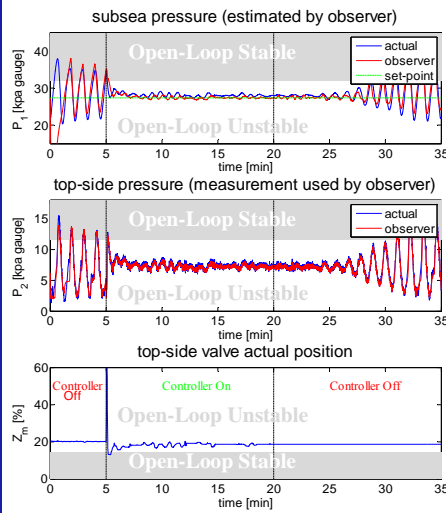 subsea pressure (estimated by observer)
Open-Loop Stable
actual
observer
set-point
Open-Loop Unstable
P1 [kpa gauge]
40
30
20
0 5 10 15 20 25 30 35
time [min]
top-side pressure (measurement used by observer)
Open-Loop Stable
actual
observer
Open-Loop Unstable
P2 [kpa gauge]
15
10
5
0
0 5 10 15 20 25 30 35
time [min]
top-side valve actual position
Controller Off
Controller On
Controller Off
Open-Loop Unstable
Open-Loop Stable
Zm [%]
60
40
20
0
0 5 10 15 20 25 30 35
time [min]